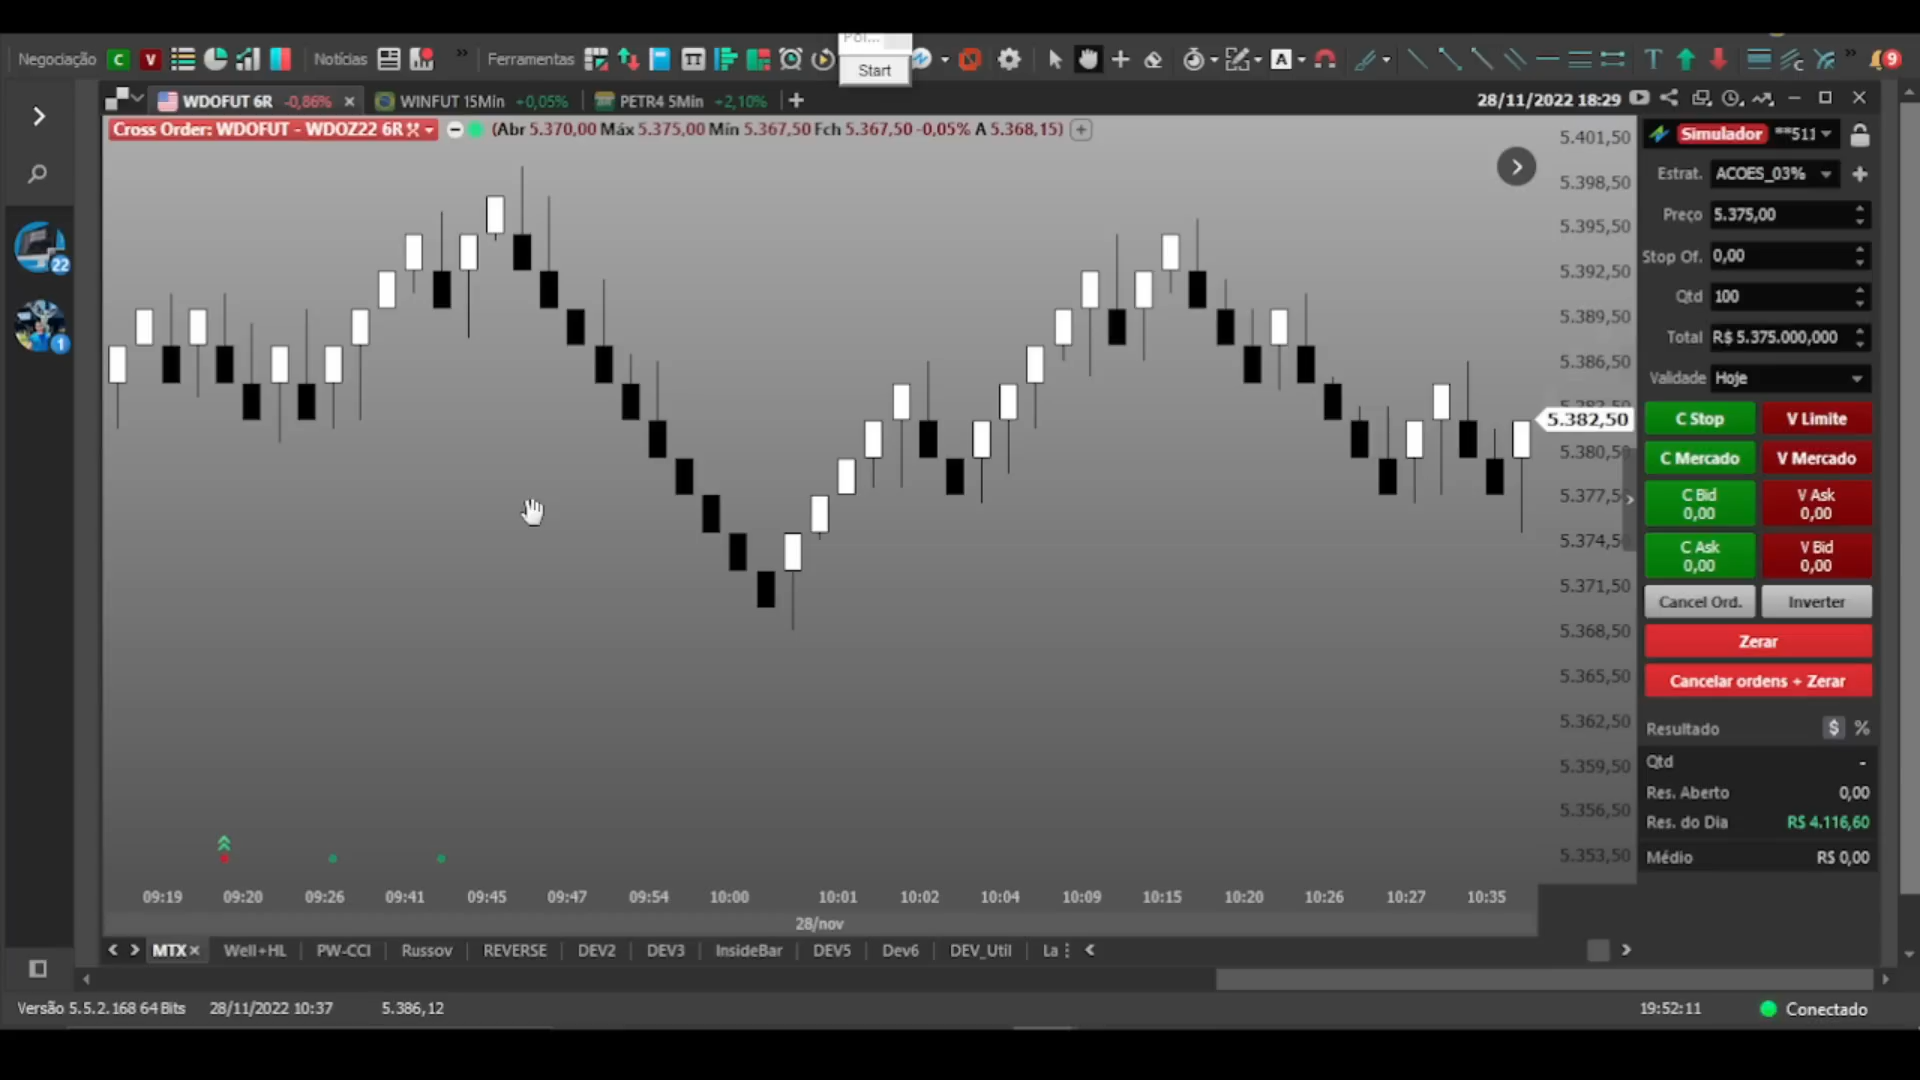 Start
Negociação
Notícias
Ferramentas
9
WDOFUT 6R -0,86%
WINFUT 15Min +0,05%
PETR4 5Min +2,10%
28/11/2022 18:29
Cross Order: WDOFUT - WDOZ22 6R
(Abr 5.370,00 Máx 5.375,00 Mín 5.367,50 Fch 5.367,50 -0,05% A 5.368,15)
22
1
5.401,50
5.398,50
5.395,50
5.392,50
5.389,50
5.386,50
5.382,50
5.380,50
5.377,5
5.374,5
5.371,50
5.368,50
5.365,50
5.362,50
5.359,50
5.356,50
5.353,50
Simulador **511
Estrat. ACOES_03%
Preço 5.375,00
Stop Of. 0,00
Qtd 100
Total R$ 5.375.000,000
Validade Hoje
C Stop V Limite
C Mercado V Mercado
C Bid V Ask
0,00 0,00
C Ask V Bid
0,00 0,00
Cancel Ord. Inverter
Zerar
Cancelar ordens + Zerar
Resultado $ %
Qtd -
Res. Aberto 0,00
Res. do Dia R$ 4.116,60
Médio R$ 0,00
09:19 09:20 09:26 09:41 09:45 09:47 09:54 10:00 10:01 10:02 10:04 10:09 10:15 10:20 10:26 10:27 10:35
28/nov
MTX Well+HL PW-CCI Russov REVERSE DEV2 DEV3 InsideBar DEV5 Dev6 DEV_Util La
Versão 5.5.2.168 64 Bits 28/11/2022 10:37 5.386,12 19:52:11 Conectado